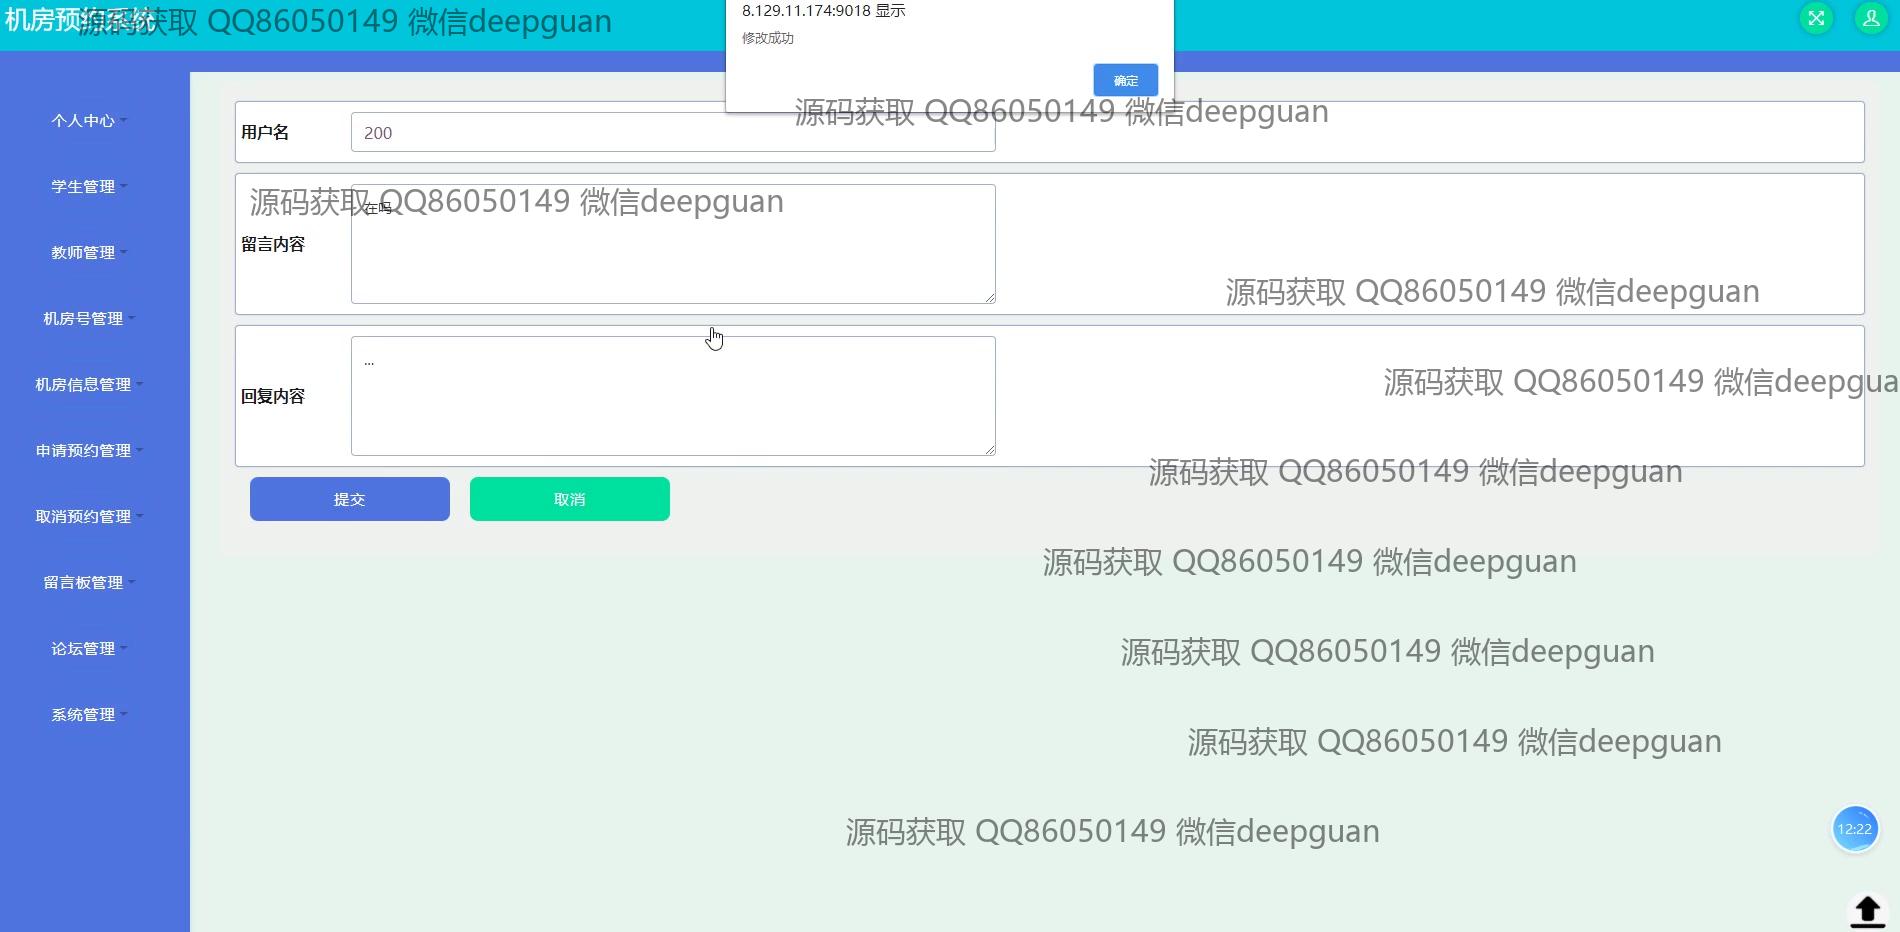 机房预约系统
源码获取 QQ86050149 微信deepguan
8.129.11.174:9018 显示
修改成功
确定
源码获取 QQ86050149 微信deepguan
个人中心
学生管理
教师管理
机房号管理
机房信息管理
申请预约管理
取消预约管理
留言板管理
论坛管理
系统管理
用户名
200
源码获取 QQ86050149 微信deepguan
留言内容
在吗
源码获取 QQ86050149 微信deepguan
回复内容
...
源码获取 QQ86050149 微信deepgua
源码获取 QQ86050149 微信deepguan
提交
取消
源码获取 QQ86050149 微信deepguan
源码获取 QQ86050149 微信deepguan
源码获取 QQ86050149 微信deepguan
源码获取 QQ86050149 微信deepguan
12:22